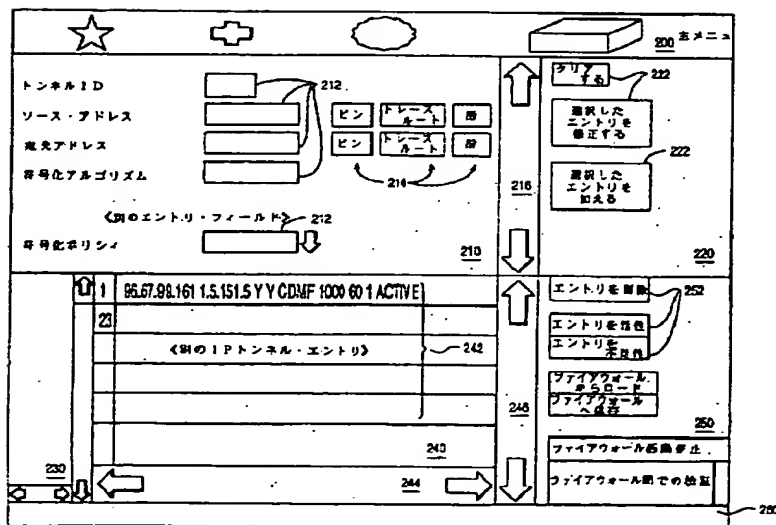 200 主メニュー
トンネルID
212
ソース・アドレス
ピン
トレース
ルート
宛先アドレス
ピン
トレース
ルート
符号化アルゴリズム
214
《別のエントリ・フィールド》
212
符号化ポリシィ
210
216
クリア
する
222
選択した
エントリを
修正する
222
選択した
エントリを
加える
220
1 96.67.99.161 1.5.151.5 Y Y CDMF 1000 60 1 ACTIVE
23
《別のIPトンネル・エントリ》
242
240
230
244
246
エントリを削除
252
エントリを活性
エントリを
不活性
ファイアウォール
からロード
ファイアウォール
へ保存
250
ファイアウォール
ファイアウォール間での検証
260